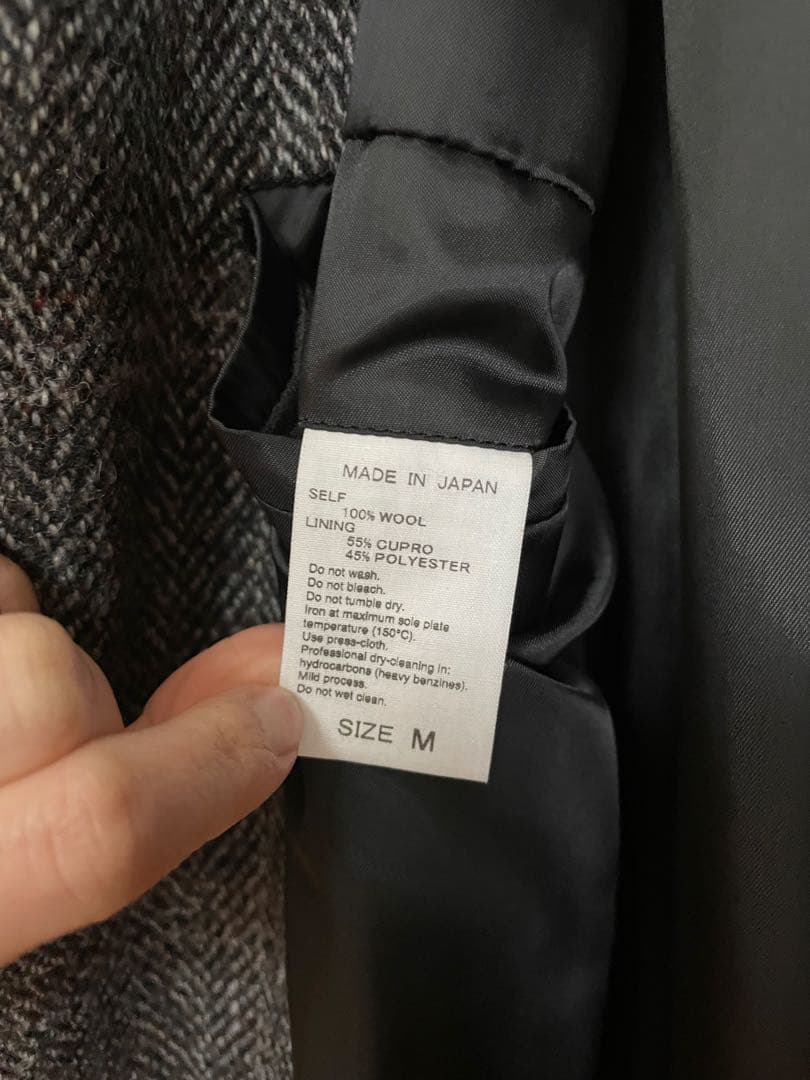 MADE IN JAPAN
SELF
100% WOOL
LINING
55% CUPRO
45% POLYESTER
Do not wash.
Do not bleach.
Do not tumble dry.
Iron at maximum sole plate
temperature (150°C).
Use press-cloth.
Professional dry-cleaning in:
hydrocarbons (heavy benzines).
Mild process.
Do not wet clean.
SIZE M